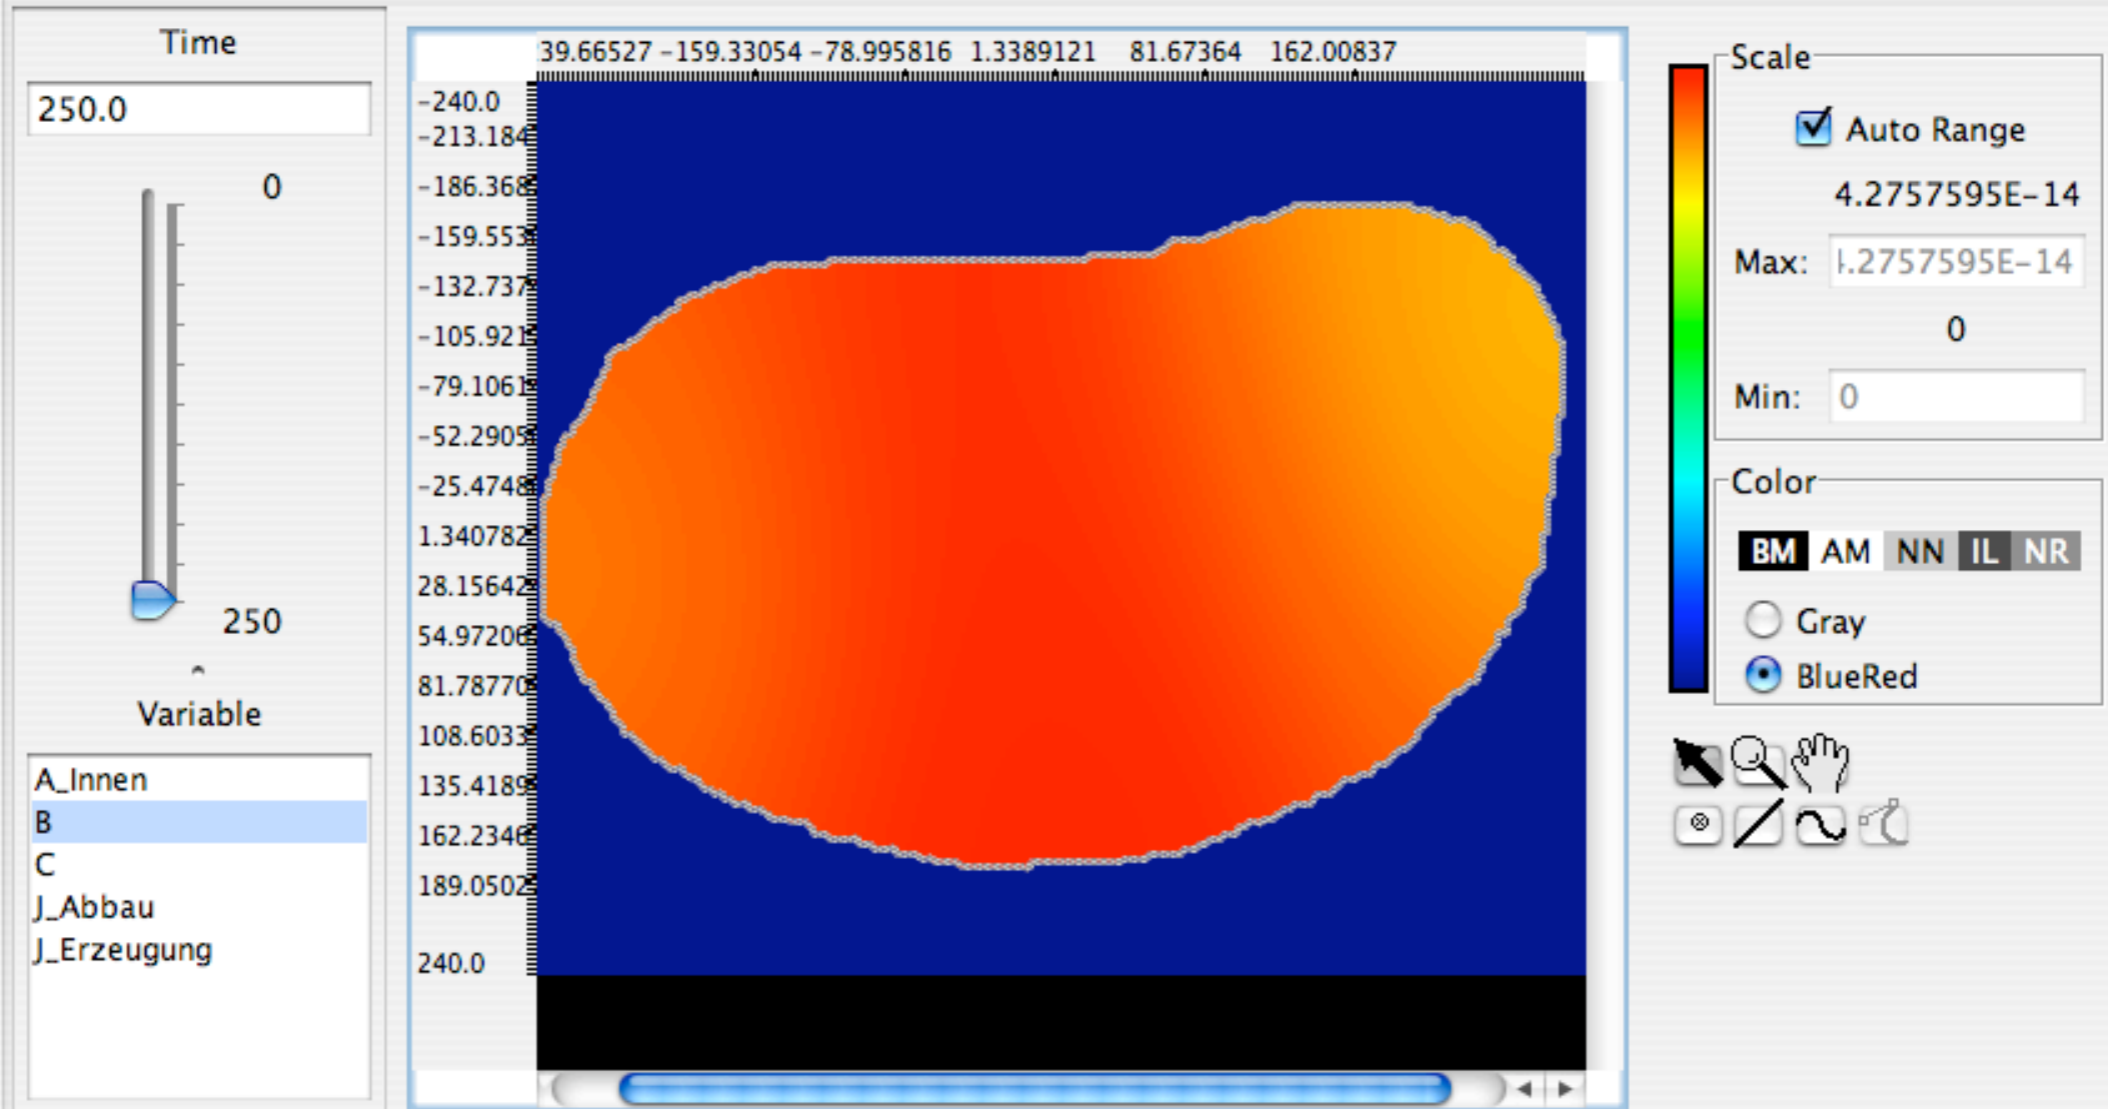 Time
250.0
0
250
Variable
A_Innen
B
C
J_Abbau
J_Erzeugung
39.66527 -159.33054 -78.995816 1.3389121 81.67364 162.00837
-240.0
-213.184
-186.368
-159.553
-132.737
-105.921
-79.1061
-52.2905
-25.4748
1.340782
28.15642
54.97206
81.78770
108.6033
135.4189
162.2346
189.0502
240.0
Scale
Auto Range
4.2757595E-14
Max: .2757595E-14
0
Min: 0
Color
BM AM NN IL NR
Gray
BlueRed